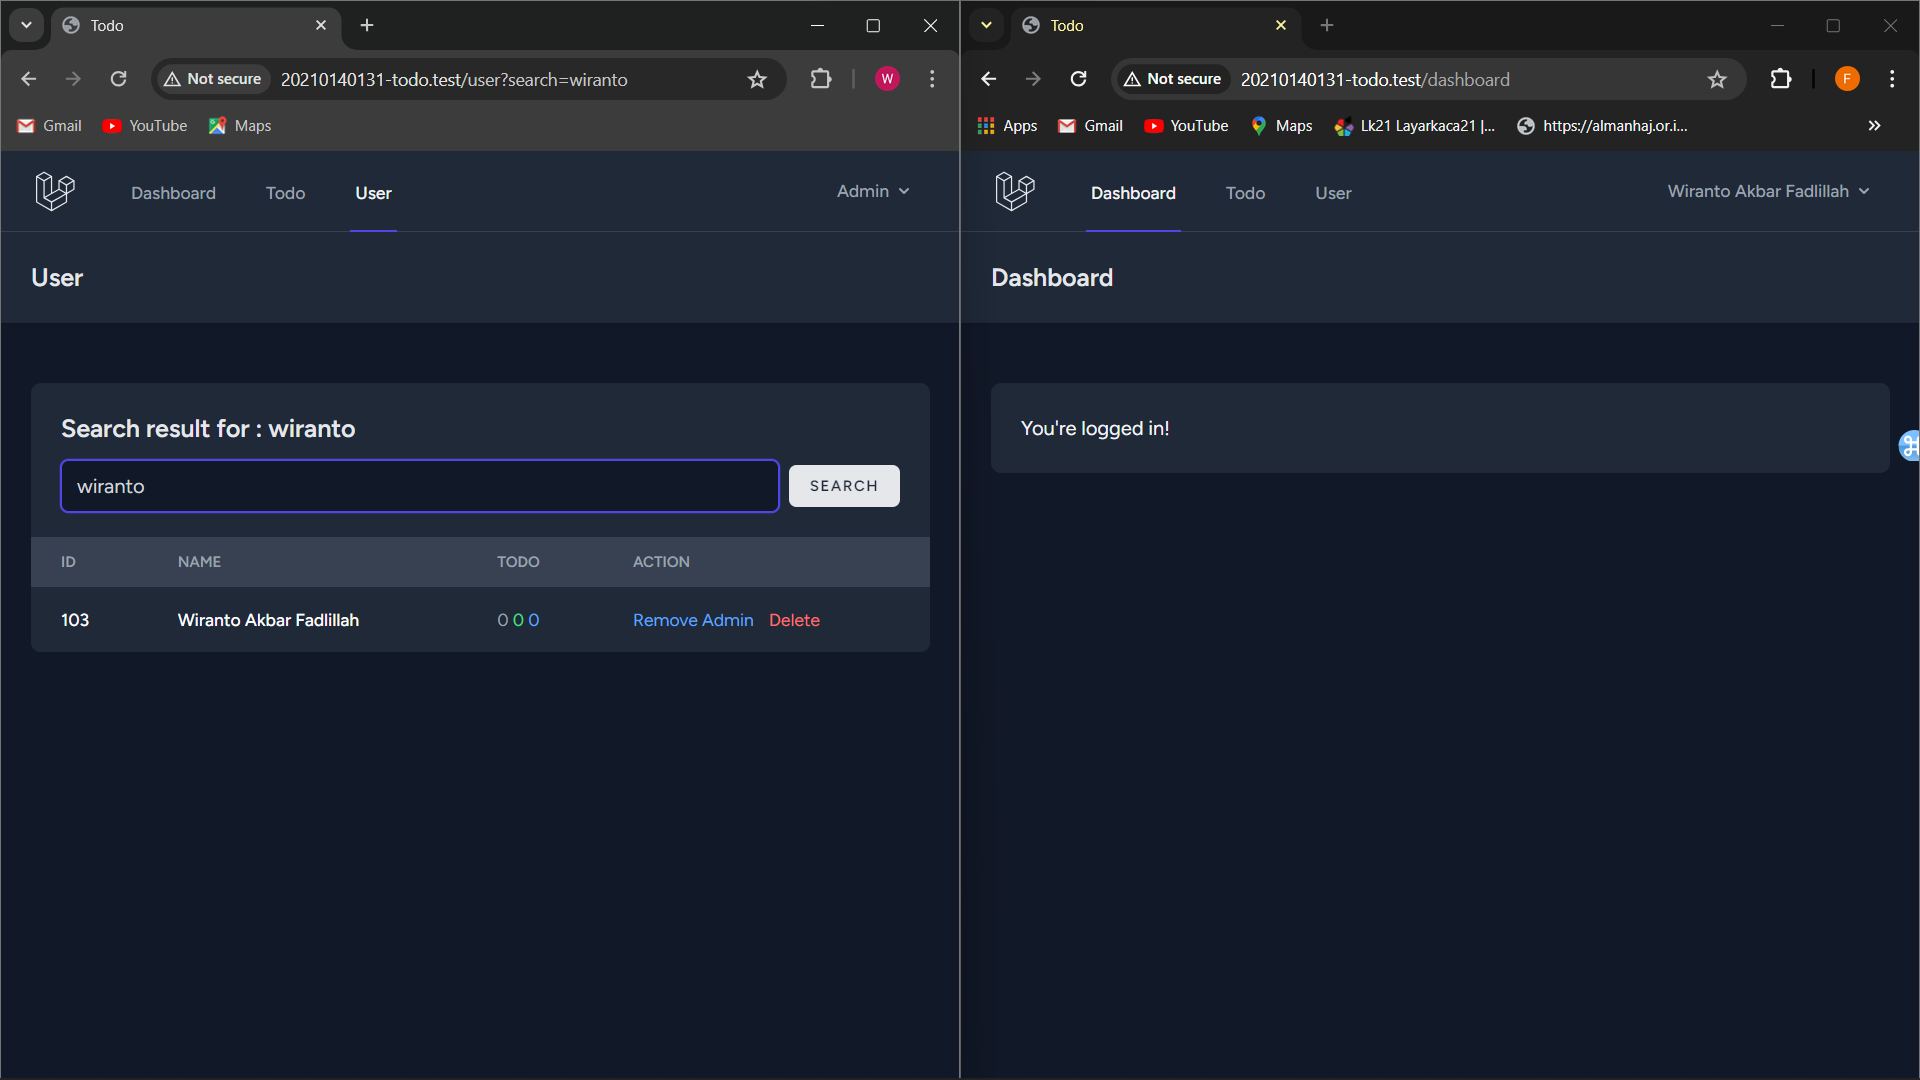 Todo
Not secure
20210140131-todo.test/user?search=wiranto
W
Gmail
YouTube
Maps
Dashboard
Todo
User
Admin
User
Search result for : wiranto
wiranto
SEARCH
ID
NAME
TODO
ACTION
103
Wiranto Akbar Fadlillah
0 0 0
Remove Admin
Delete
Todo
Not secure
20210140131-todo.test/dashboard
F
Apps
Gmail
YouTube
Maps
Lk21 Layarkaca21 |...
https://almanhaj.or.i...
Dashboard
Todo
User
Wiranto Akbar Fadlillah
Dashboard
You're logged in!